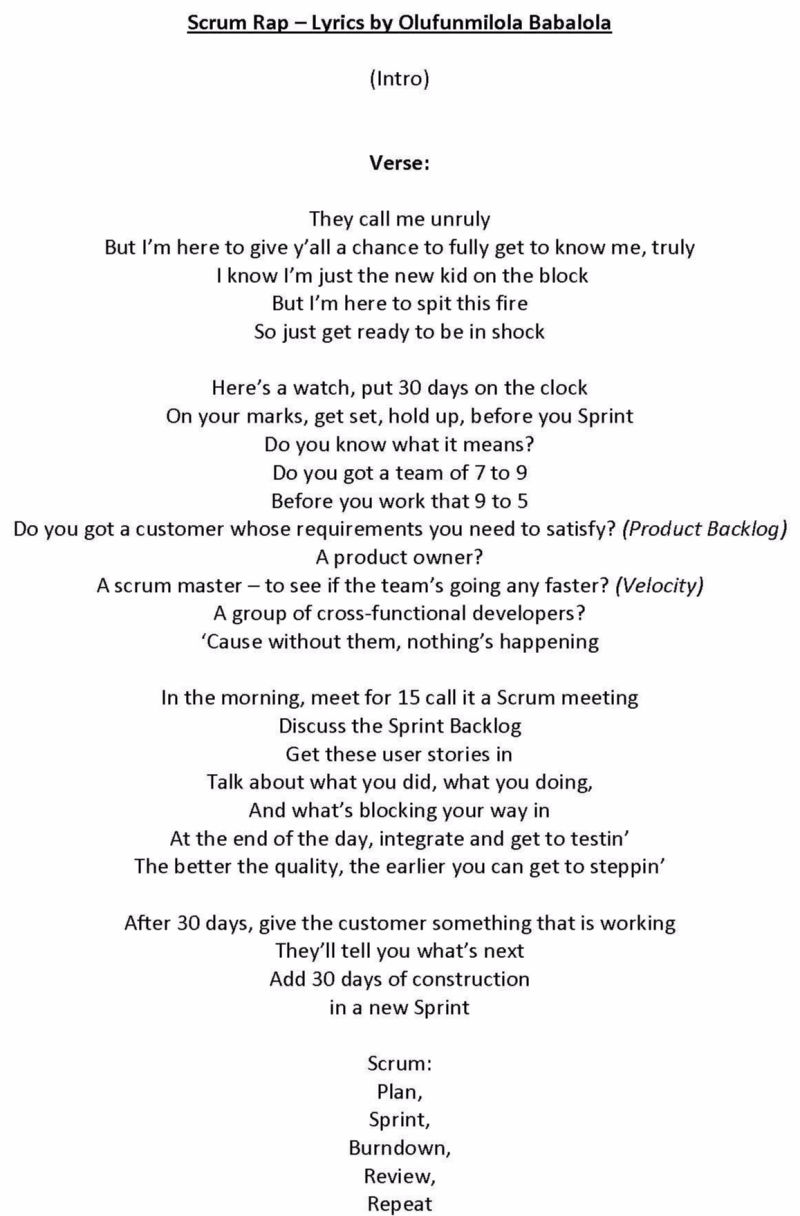 Scrum Rap – Lyrics by Olufunmilola Babalola
(Intro)
Verse:
They call me unruly
But I’m here to give y’all a chance to fully get to know me, truly
I know I’m just the new kid on the block
But I’m here to spit this fire
So just get ready to be in shock
Here’s a watch, put 30 days on the clock
On your marks, get set, hold up, before you Sprint
Do you know what it means?
Do you got a team of 7 to 9
Before you work that 9 to 5
Do you got a customer whose requirements you need to satisfy? (Product Backlog)
A product owner?
A scrum master – to see if the team’s going any faster? (Velocity)
A group of cross-functional developers?
‘Cause without them, nothing’s happening
In the morning, meet for 15 call it a Scrum meeting
Discuss the Sprint Backlog
Get these user stories in
Talk about what you did, what you doing,
And what’s blocking your way in
At the end of the day, integrate and get to testin’
The better the quality, the earlier you can get to steppin’
After 30 days, give the customer something that is working
They’ll tell you what’s next
Add 30 days of construction
in a new Sprint
Scrum:
Plan,
Sprint,
Burndown,
Review,
Repeat